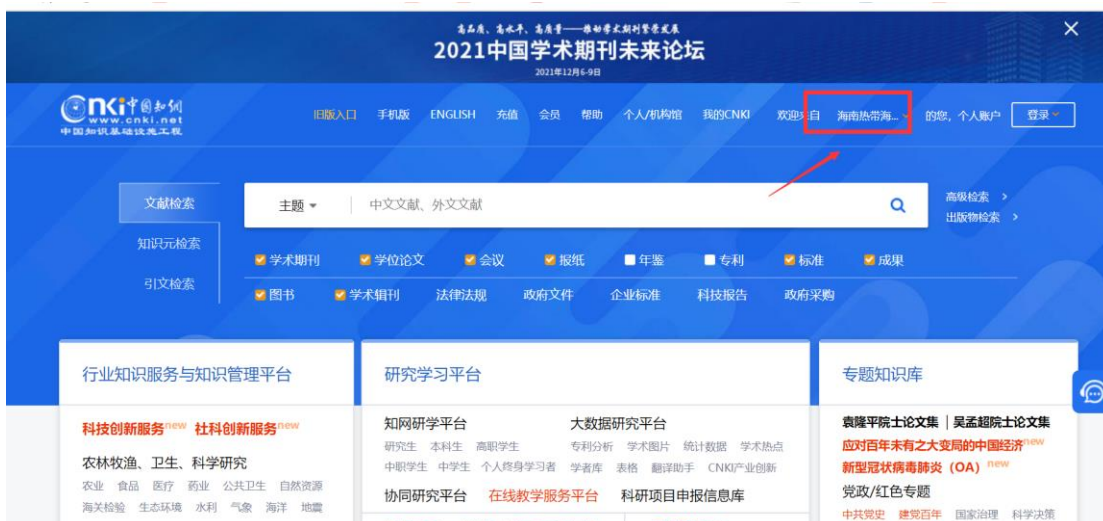 高品质、高水平、高质量——推动学术期刊繁荣发展
2021中国学术期刊未来论坛
2021年12月6-9日
cnki中国知网
www.cnki.net
中国知识基础设施工程
旧版入口 手机版 ENGLISH 充值 会员 帮助 个人/机构馆 我的CNKI 欢迎来自 海南热带海... 的您，个人账户 登录
文献检索 主题 中文文献、外文文献 高级检索 >
出版物检索 >
知识元检索
学术期刊 学位论文 会议 报纸 年鉴 专利 标准 成果
引文检索
图书 学术辑刊 法律法规 政府文件 企业标准 科技报告 政府采购
行业知识服务与知识管理平台
科技创新服务new 社科创新服务new
农林牧渔、卫生、科学研究
农业 食品 医疗 药业 公共卫生 自然资源
海关检验 生态环境 水利 气象 海洋 地震
研究学习平台
知网研学平台 大数据研究平台
研究生 本科生 高职学生 专利分析 学术图片 统计数据 学术热点
中职学生 中学生 个人终身学习者 学者库 表格 翻译助手 CNKI产业创新
协同研究平台 在线教学服务平台 科研项目申报信息库
专题知识库
袁隆平院士论文集 | 吴孟超院士论文集
应对百年未有之大变局的中国经济new
新型冠状病毒肺炎（OA）new
党政/红色专题
中共党史 建党百年 国家治理 科学决策